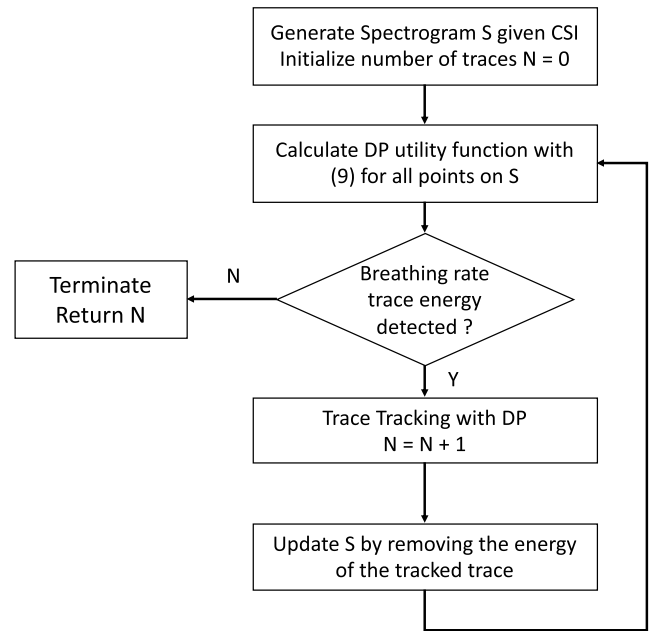 Generate Spectrogram S given CSI
Initialize number of traces N = 0
Calculate DP utility function with
(9) for all points on S
Breathing rate
trace energy
detected ?
N
Terminate
Return N
Y
Trace Tracking with DP
N = N + 1
Update S by removing the energy
of the tracked trace